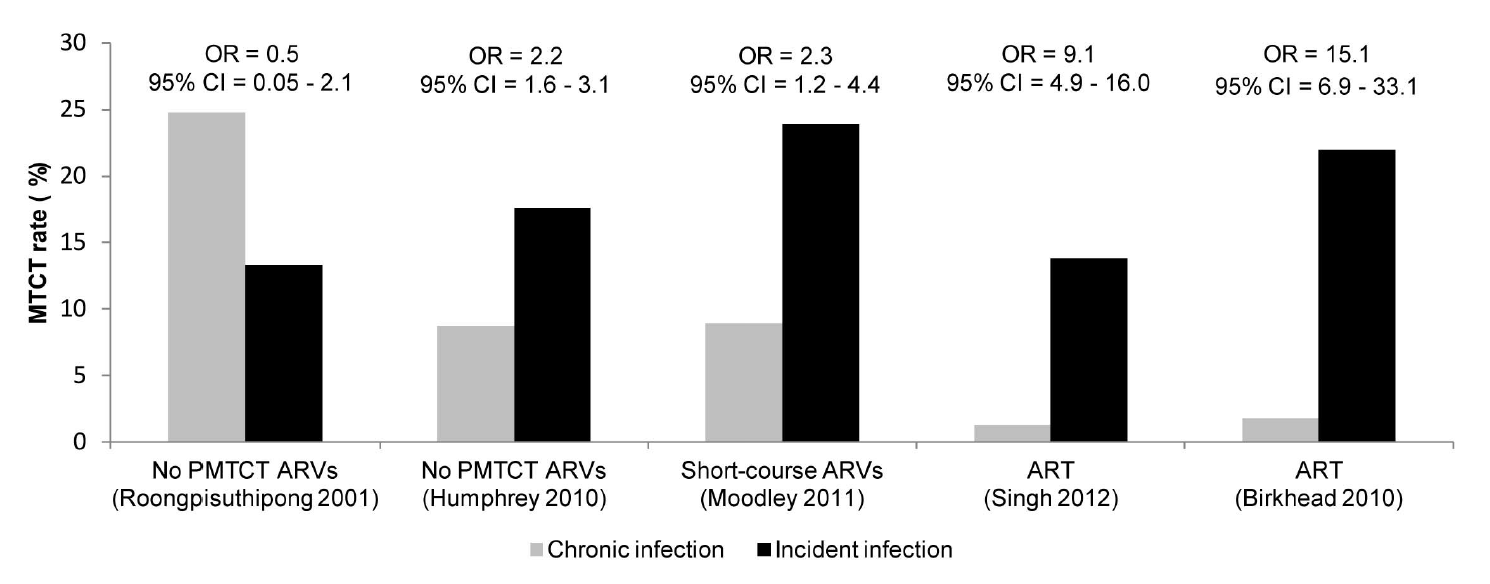 30
25
20
15
10
5
0
MTCT rate ( %)
OR = 0.5
95% CI = 0.05 - 2.1
OR = 2.2
95% CI = 1.6 - 3.1
OR = 2.3
95% CI = 1.2 - 4.4
OR = 9.1
95% CI = 4.9 - 16.0
OR = 15.1
95% CI = 6.9 - 33.1
No PMTCT ARVs
(Roongpisuthipong 2001)
No PMTCT ARVs
(Humphrey 2010)
Short-course ARVs
(Moodley 2011)
ART
(Singh 2012)
ART
(Birkhead 2010)
Chronic infection
Incident infection